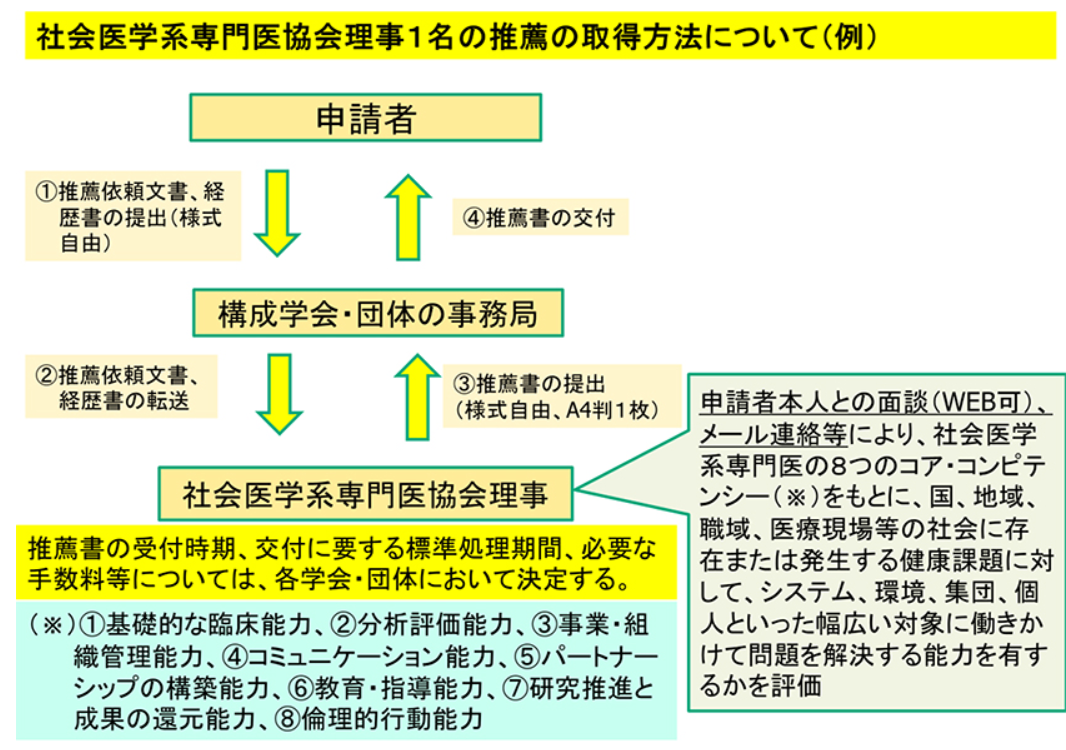 社会医学系専門医協会理事１名の推薦の取得方法について（例）
申請者
①推薦依頼文書、経
歴書の提出（様式
自由）
④推薦書の交付
構成学会・団体の事務局
②推薦依頼文書、
経歴書の転送
③推薦書の提出
（様式自由、A4判１枚）
社会医学系専門医協会理事
申請者本人との面談（WEB可）、
メール連絡等により、社会医学
系専門医の８つのコア・コンピテ
ンシー（※）をもとに、国、地域、
職域、医療現場等の社会に存
在または発生する健康課題に対
して、システム、環境、集団、個
人といった幅広い対象に働きか
けて問題を解決する能力を有す
るかを評価
推薦書の受付時期、交付に要する標準処理期間、必要な
手数料等については、各学会・団体において決定する。
（※）①基礎的な臨床能力、②分析評価能力、③事業・組
織管理能力、④コミュニケーション能力、⑤パートナー
シップの構築能力、⑥教育・指導能力、⑦研究推進と
成果の還元能力、⑧倫理的行動能力